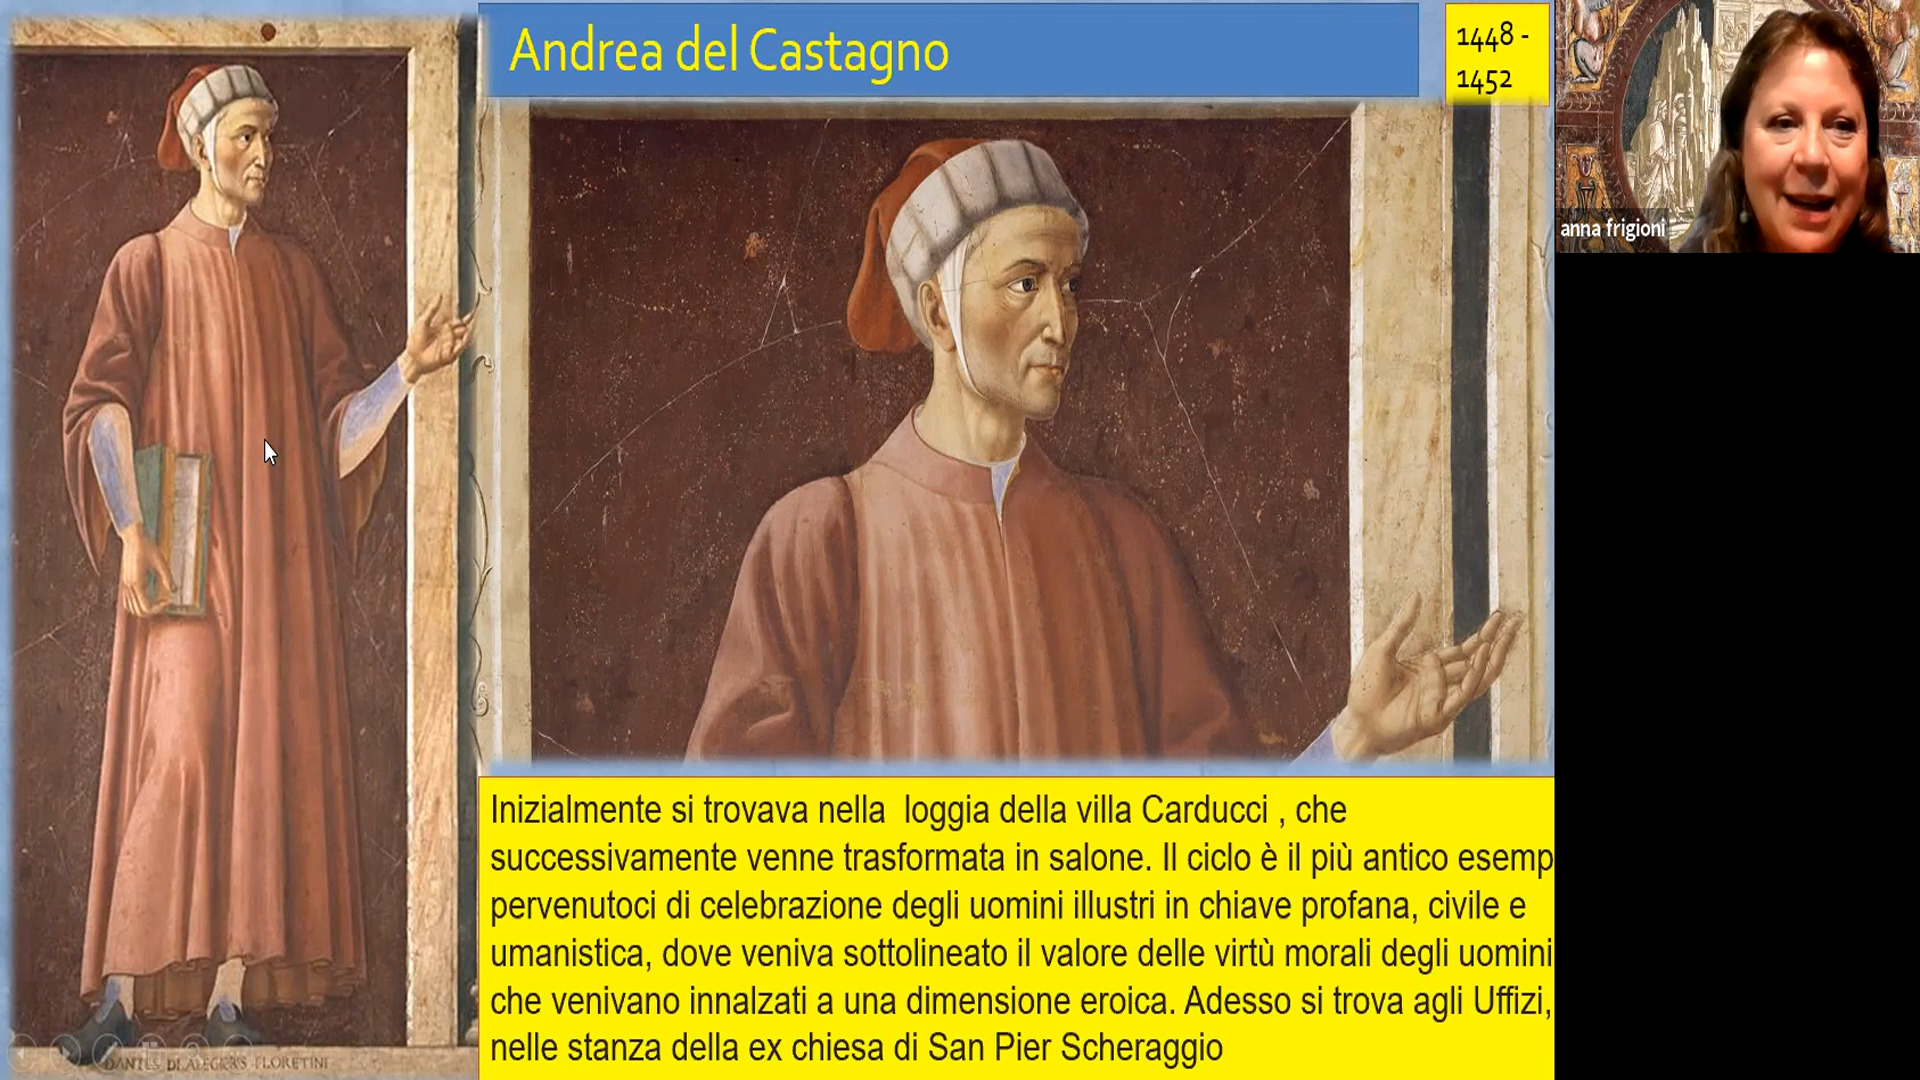 Andrea del Castagno
1448 -
1452
anna frigioni
Inizialmente si trovava nella loggia della villa Carducci , che
successivamente venne trasformata in salone. Il ciclo è il più antico esemp
pervenutoci di celebrazione degli uomini illustri in chiave profana, civile e
umanistica, dove veniva sottolineato il valore delle virtù morali degli uomini
che venivano innalzati a una dimensione eroica. Adesso si trova agli Uffizi,
nelle stanza della ex chiesa di San Pier Scheraggio
FLORETINI